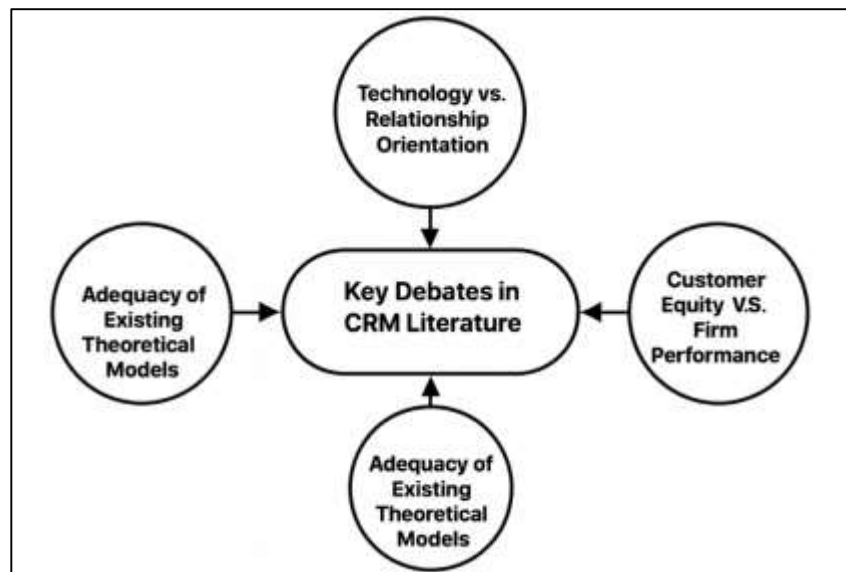 Technology vs.
Relationship
Orientation
Adequacy of
Existing
Theoretical
Models
Key Debates in
CRM Literature
Customer
Equity V.S.
Firm
Performance
Adequacy of
Existing
Theoretical
Models